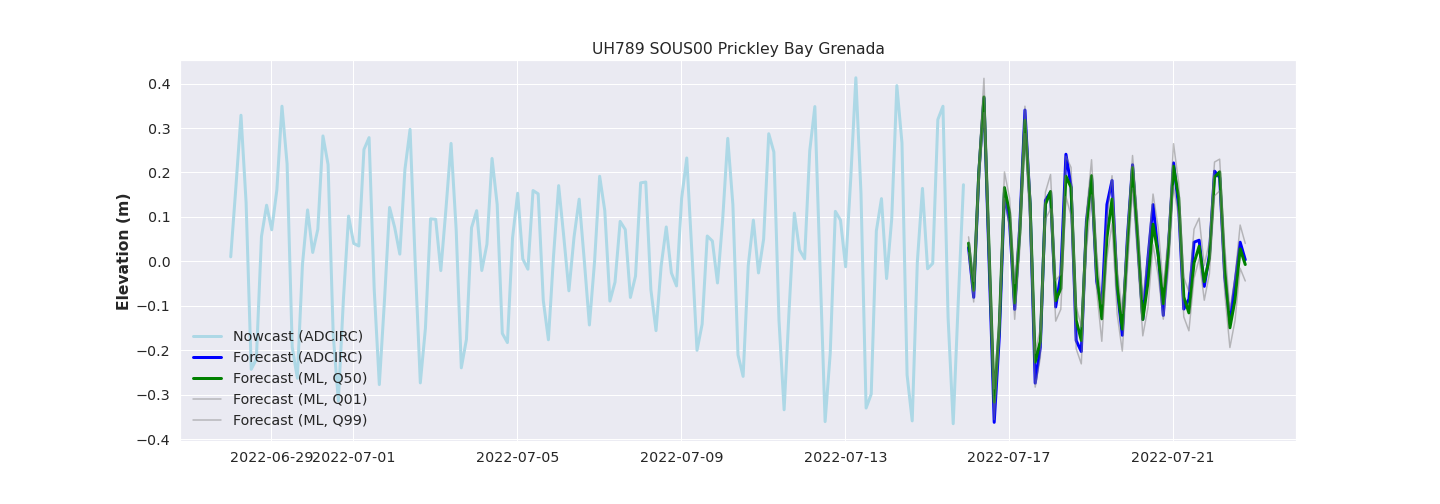 UH789 SOUS00 Prickley Bay Grenada
Elevation (m)
0.4
0.3
0.2
0.1
0.0
−0.1
−0.2
−0.3
−0.4
Nowcast (ADCIRC)
Forecast (ADCIRC)
Forecast (ML, Q50)
Forecast (ML, Q01)
Forecast (ML, Q99)
2022-06-29 2022-07-01 2022-07-05 2022-07-09 2022-07-13 2022-07-17 2022-07-21